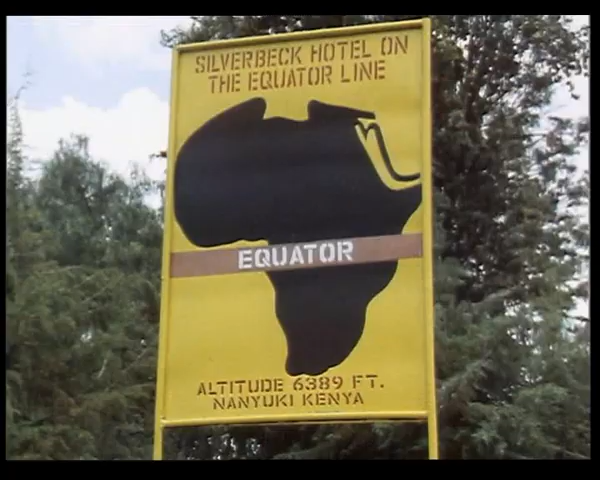 SILVERBECK HOTEL ON
THE EQUATOR LINE
EQUATOR
ALTITUDE 6389 FT.
NANYUKI KENYA